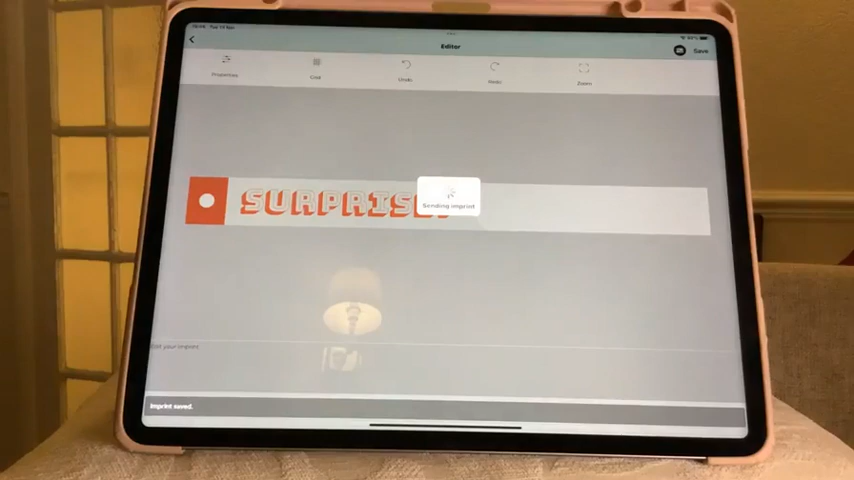 Editor
Save
Properties
Grid
Undo
Redo
Zoom
SURPRISE!
Sending imprint
Edit your imprint
Imprint saved.